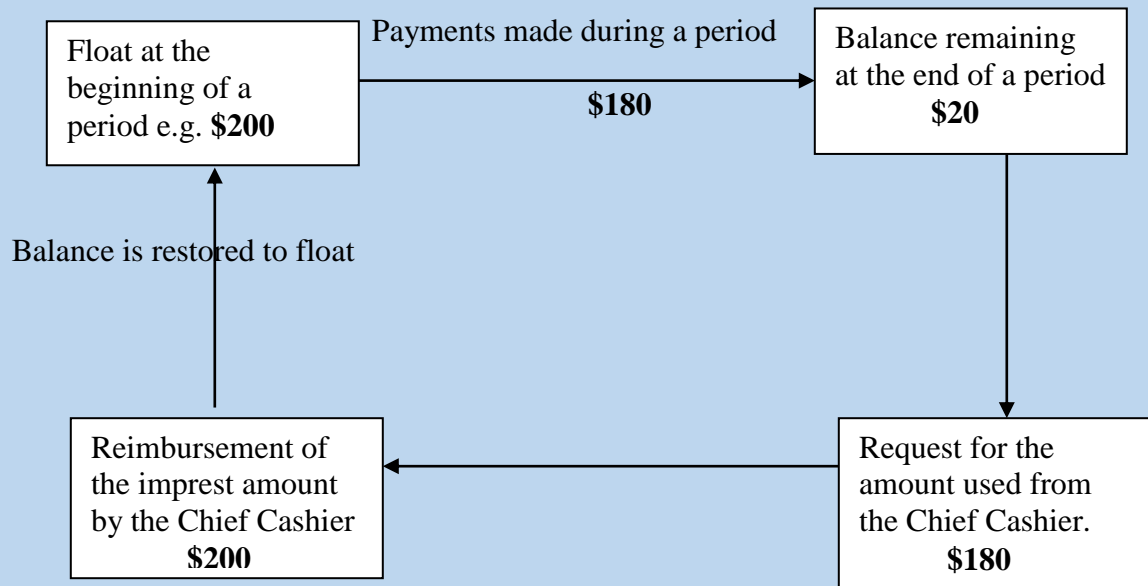 Float at the
beginning of a
period e.g. $200
Payments made during a period
$180
Balance remaining
at the end of a period
$20
Balance is restored to float
Reimbursement of
the imprest amount
by the Chief Cashier
$200
Request for the
amount used from
the Chief Cashier.
$180